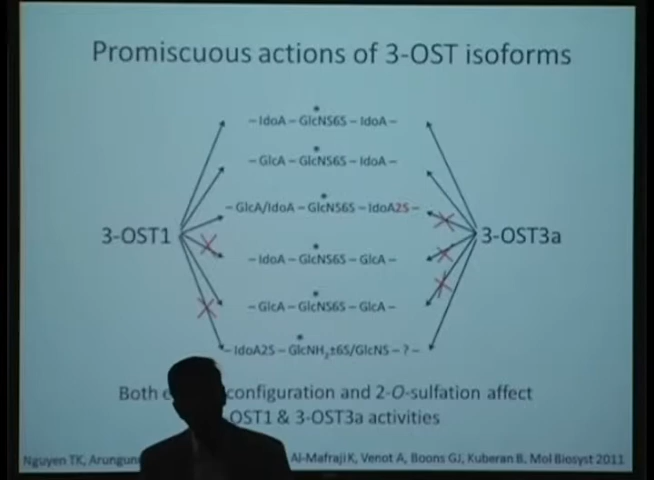 Promiscuous actions of 3-OST isoforms
*
– IdoA – GlcNS6S – IdoA –
*
– GlcA – GlcNS6S – IdoA –
*
– GlcA/IdoA – GlcNS6S – IdoA2S –
3-OST1
3-OST3a
*
– IdoA – GlcNS6S – GlcA –
*
– GlcA – GlcNS6S – GlcA –
*
– IdoA2S – GlcNH₂±6S/GlcNS – ? –
Both configuration and 2-O-sulfation affect
OST1 & 3-OST3a activities
Nguyen TK, Al-Mafraji K, Venot A, Boons GJ, Kuberan B. Mol Biosyst 2011